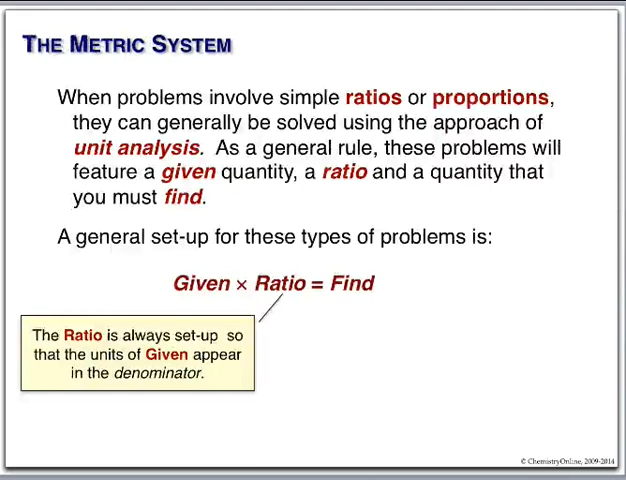 THE METRIC SYSTEM
When problems involve simple ratios or proportions,
they can generally be solved using the approach of
unit analysis. As a general rule, these problems will
feature a given quantity, a ratio and a quantity that
you must find.
A general set-up for these types of problems is:
Given × Ratio = Find
The Ratio is always set-up so
that the units of Given appear
in the denominator.
© ChemistryOnline, 2009-2014